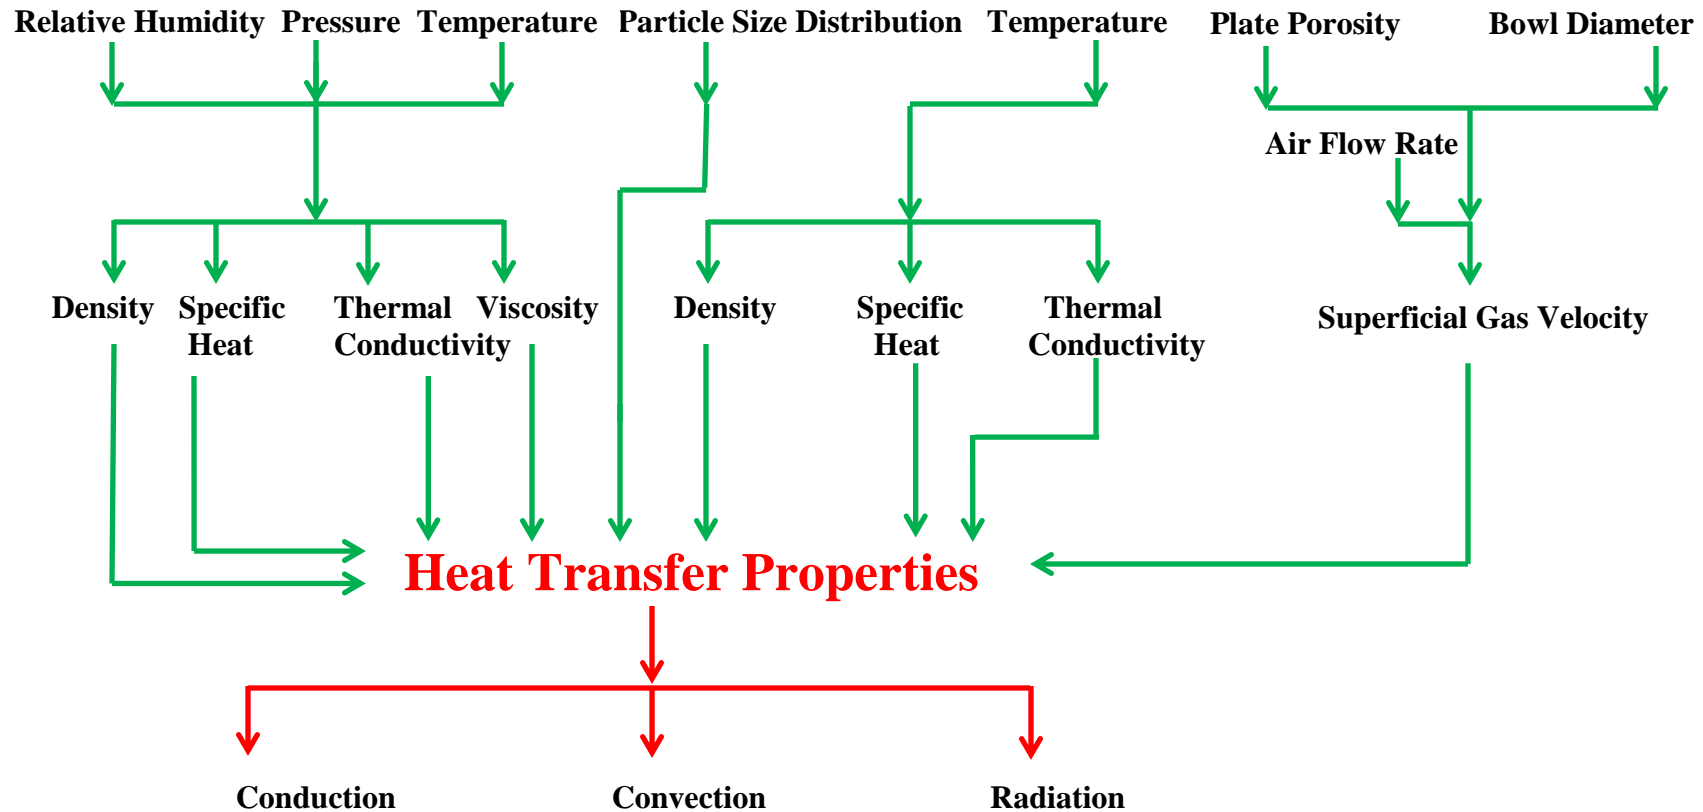 Relative Humidity Pressure Temperature Particle Size Distribution Temperature Plate Porosity Bowl Diameter
Air Flow Rate
Density Specific Heat Thermal Conductivity Viscosity Density Specific Heat Thermal Conductivity Superficial Gas Velocity
Heat Transfer Properties
Conduction Convection Radiation